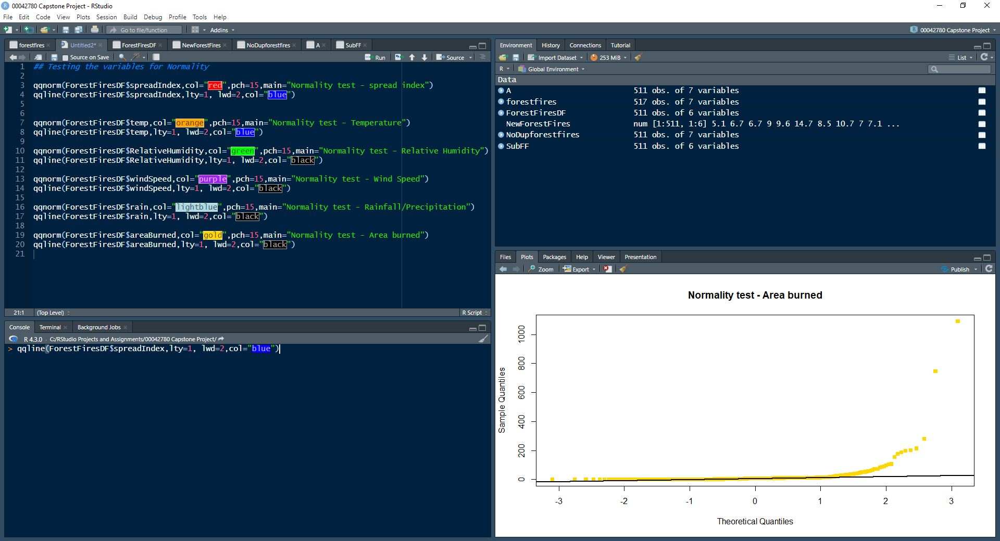 00042780 Capstone Project - RStudio
File Edit Code View Plots Session Build Debug Profile Tools Help
Go to file/function Addins 00042780 Capstone Project
forestfires Untitled2* ForestFiresDF NewForestFires NoDupforestfires A SubFF
Source on Save Run Source
1 ## Testing the variables for Normality
2
3 qqnorm(ForestFiresDF$spreadIndex,col="red",pch=15,main="Normality test - spread index")
4 qqline(ForestFiresDF$spreadIndex,lty=1, lwd=2,col="blue")
5
6
7 qqnorm(ForestFiresDF$temp,col="orange",pch=15,main="Normality test - Temperature")
8 qqline(ForestFiresDF$temp,lty=1, lwd=2,col="blue")
9
10 qqnorm(ForestFiresDF$RelativeHumidity,col="green",pch=15,main="Normality test - Relative Humidity")
11 qqline(ForestFiresDF$RelativeHumidity,lty=1, lwd=2,col="black")
12
13 qqnorm(ForestFiresDF$windSpeed,col="purple",pch=15,main="Normality test - Wind Speed")
14 qqline(ForestFiresDF$windSpeed,lty=1, lwd=2,col="black")
15
16 qqnorm(ForestFiresDF$rain,col="lightblue",pch=15,main="Normality test - Rainfall/Precipitation")
17 qqline(ForestFiresDF$rain,lty=1, lwd=2,col="black")
18
19 qqnorm(ForestFiresDF$areaBurned,col="gold",pch=15,main="Normality test - Area burned")
20 qqline(ForestFiresDF$areaBurned,lty=1, lwd=2,col="black")
21
21:1 (Top Level) R Script
Console Terminal Background Jobs
R 4.3.0 · C:/RStudio Projects and Assignments/00042780 Capstone Project/
> qqline(ForestFiresDF$spreadIndex,lty=1, lwd=2,col="blue")
Environment History Connections Tutorial
Import Dataset 253 MiB List
R Global Environment
Data
A 511 obs. of 7 variables
forestfires 517 obs. of 7 variables
ForestFiresDF 511 obs. of 6 variables
NewForestFires num [1:511, 1:6] 5.1 6.7 6.7 9 9.6 14.7 8.5 10.7 7 7.1 ...
NoDupforestfires 511 obs. of 7 variables
SubFF 511 obs. of 6 variables
Files Plots Packages Help Viewer Presentation
Zoom Export Publish
Normality test - Area burned
Sample Quantiles
1000
800
600
400
200
0
-3 -2 -1 0 1 2 3
Theoretical Quantiles